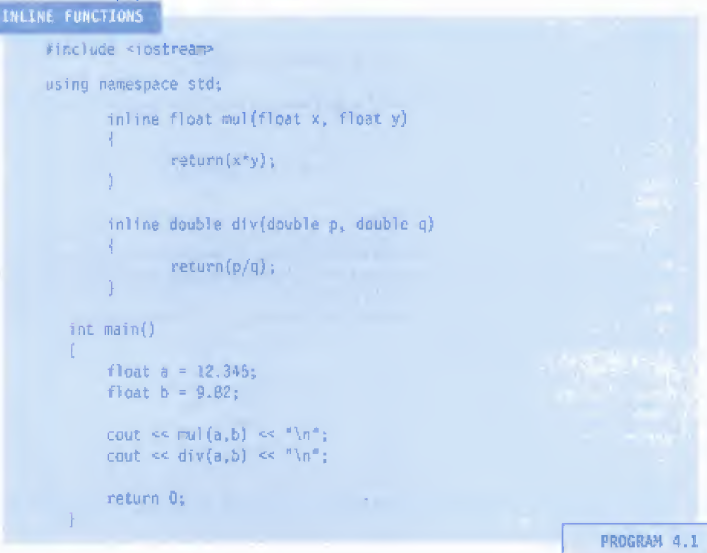 INLINE FUNCTIONS
#include <iostream>
using namespace std;
inline float mul(float x, float y)
{
return(x*y);
}
inline double div(double p, double q)
{
return(p/q);
}
int main()
{
float a = 12.345;
float b = 9.82;
cout << mul(a,b) << "\n";
cout << div(a,b) << "\n";
return 0;
}
PROGRAM 4.1